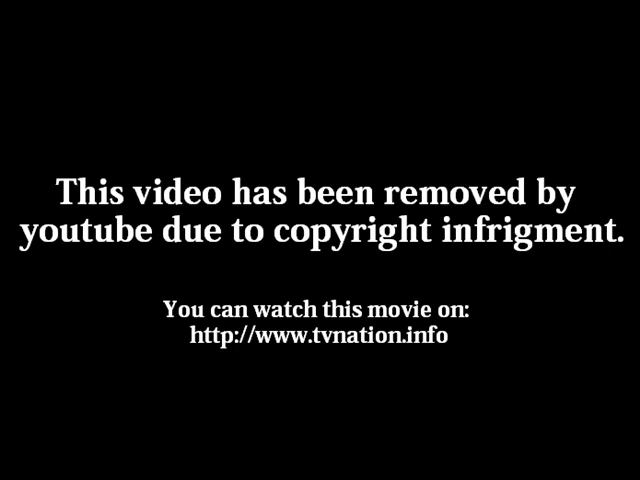 This video has been removed by
youtube due to copyright infrigment.
You can watch this movie on:
http://www.tvnation.info